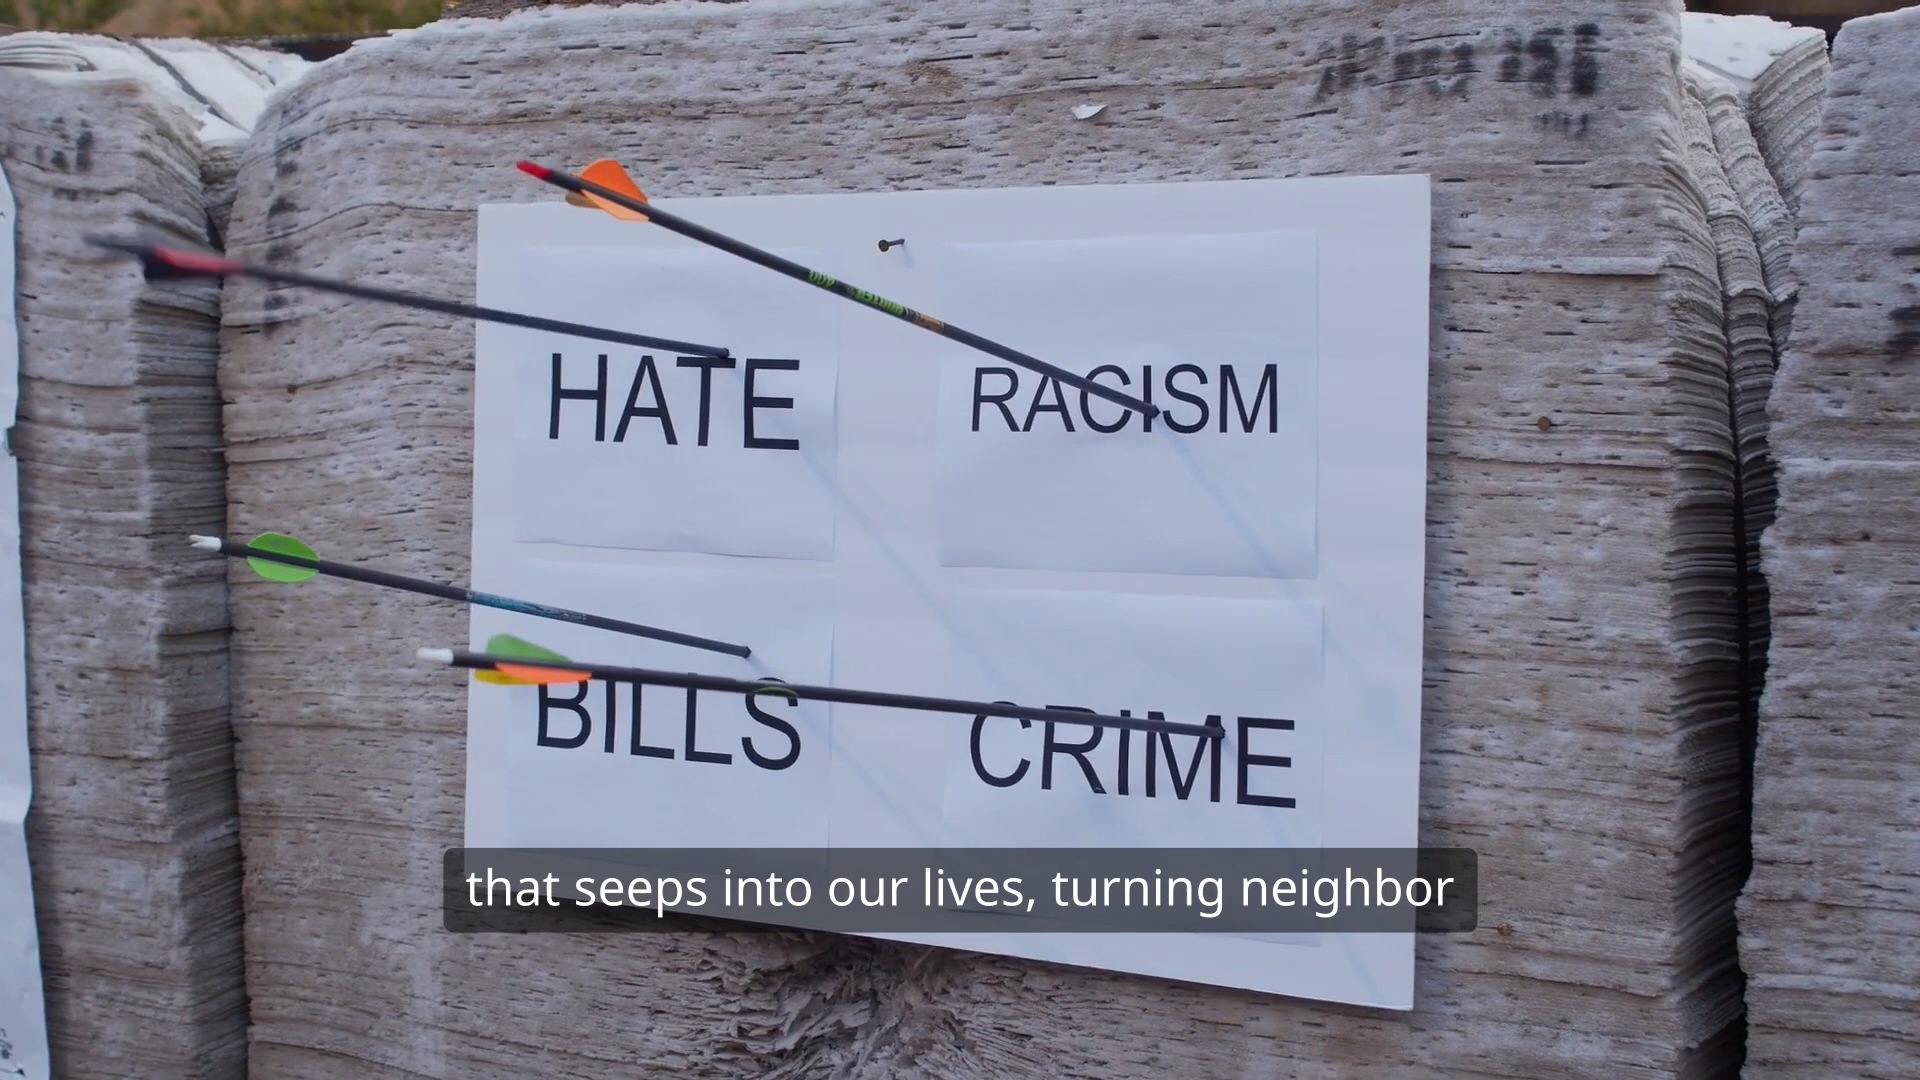 HATE
RACISM
BILLS
CRIME
that seeps into our lives, turning neighbor